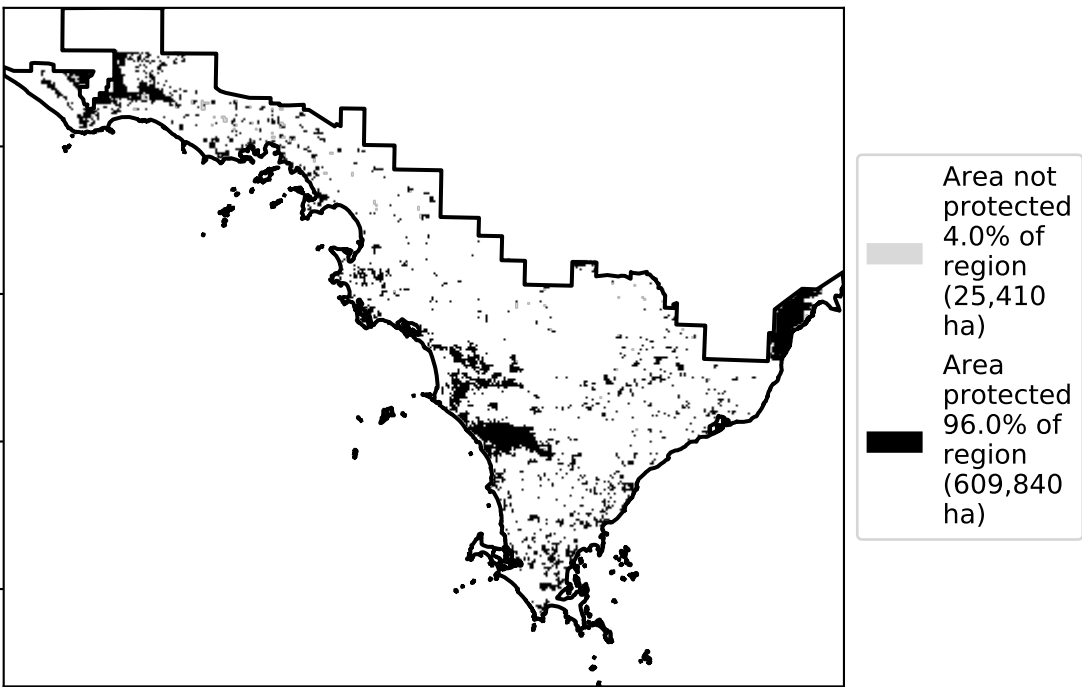 Area not
protected
4.0% of
region
(25,410
ha)
Area
protected
96.0% of
region
(609,840
ha)